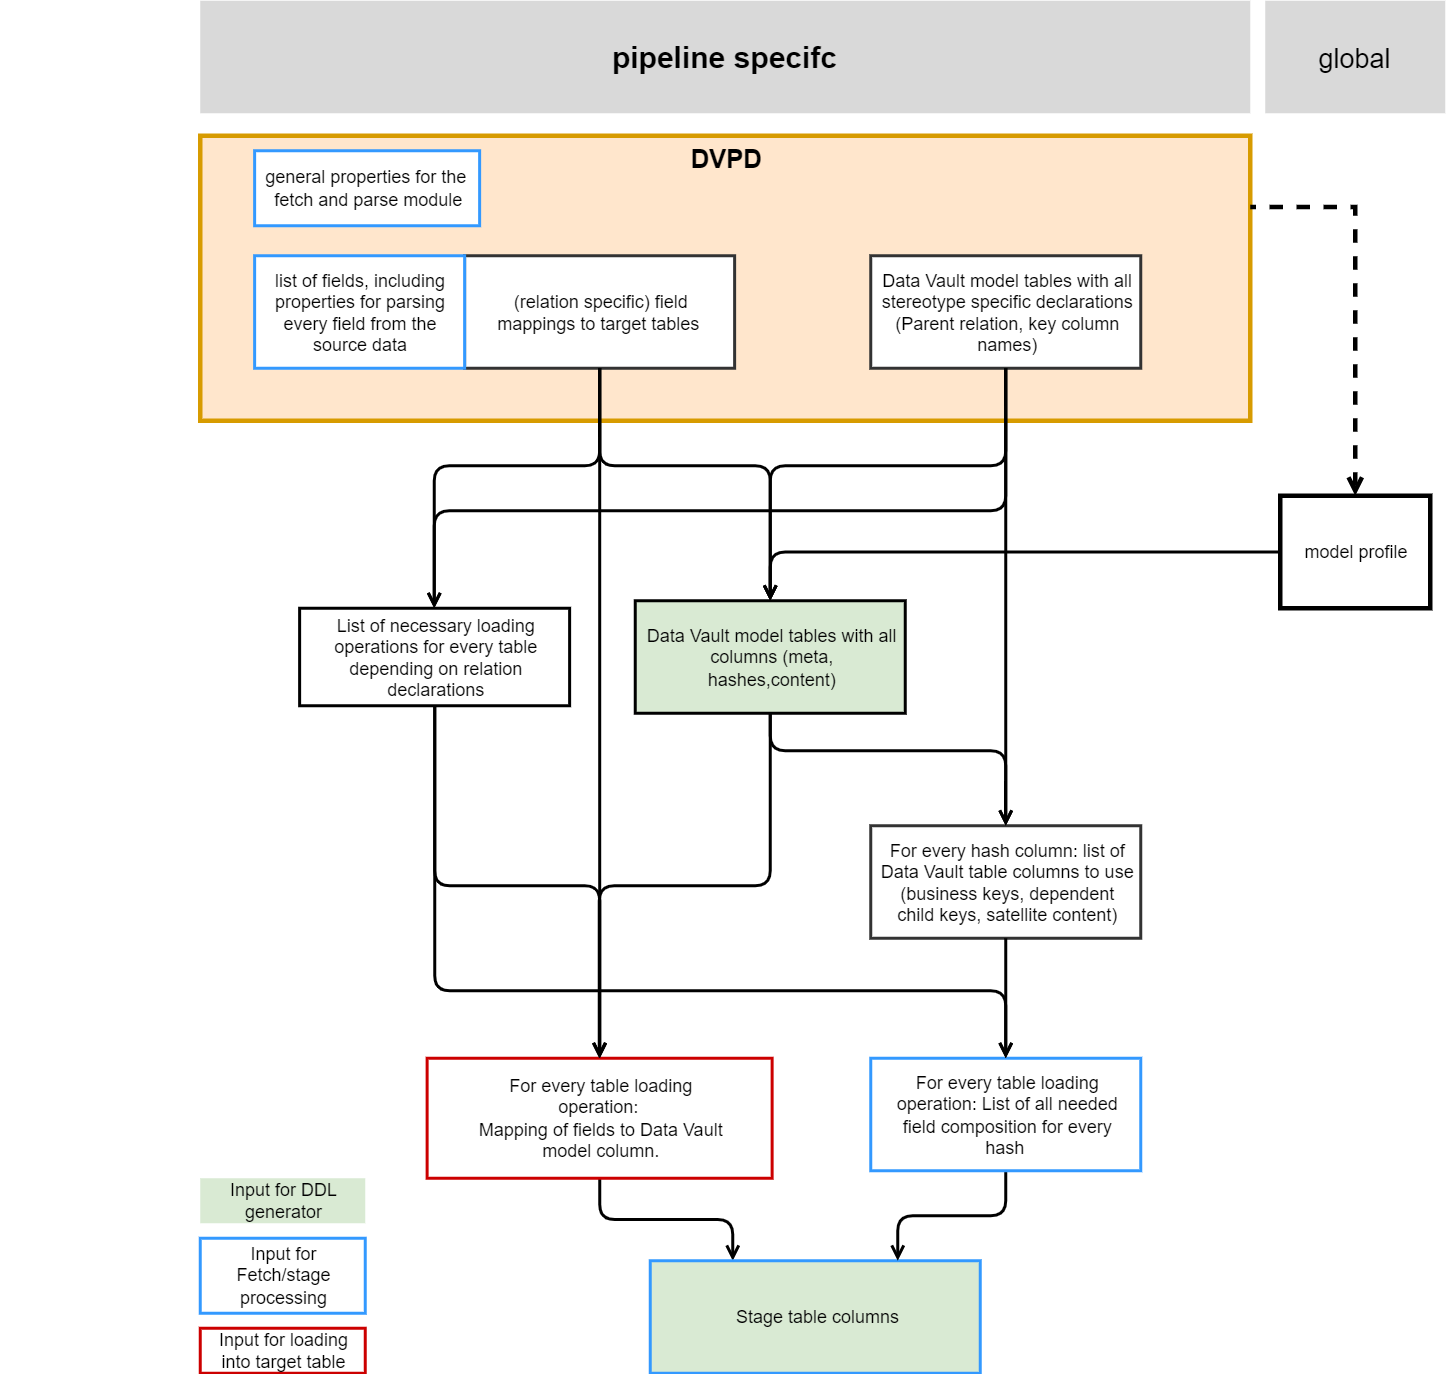 pipeline specifc
global
DVPD
general properties for the
fetch and parse module
list of fields, including
properties for parsing
every field from the
source data
(relation specific) field
mappings to target tables
Data Vault model tables with all
stereotype specific declarations
(Parent relation, key column
names)
model profile
List of necessary loading
operations for every table
depending on relation
declarations
Data Vault model tables with all
columns (meta,
hashes,content)
For every hash column: list of
Data Vault table columns to use
(business keys, dependent
child keys, satellite content)
For every table loading
operation:
Mapping of fields to Data Vault
model column.
For every table loading
operation: List of all needed
field composition for every
hash
Input for DDL
generator
Input for
Fetch/stage
processing
Input for loading
into target table
Stage table columns